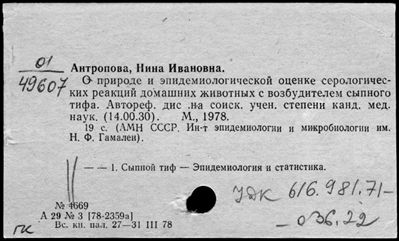 01
49607
Антропова, Нина Ивановна.
О природе и эпидемиологической оценке серологичес-
ких реакций домашних животных с возбудителем сыпного
тифа. Автореф. дис .на соиск. учен. степени канд. мед.
наук. (14.00.30). М., 1978.
19 с. (АМН СССР. Ин-т эпидемиологии и микробиологии им.
Н. Ф. Гамалеи).
— — 1. Сыпной тиф — Эпидемиология и статистика.
№ 4669
А 29 № 3 [78-2359а]
Вс. кн. пал. 27—31 III 78
УДК 616.981.71-
-036.22
ГК